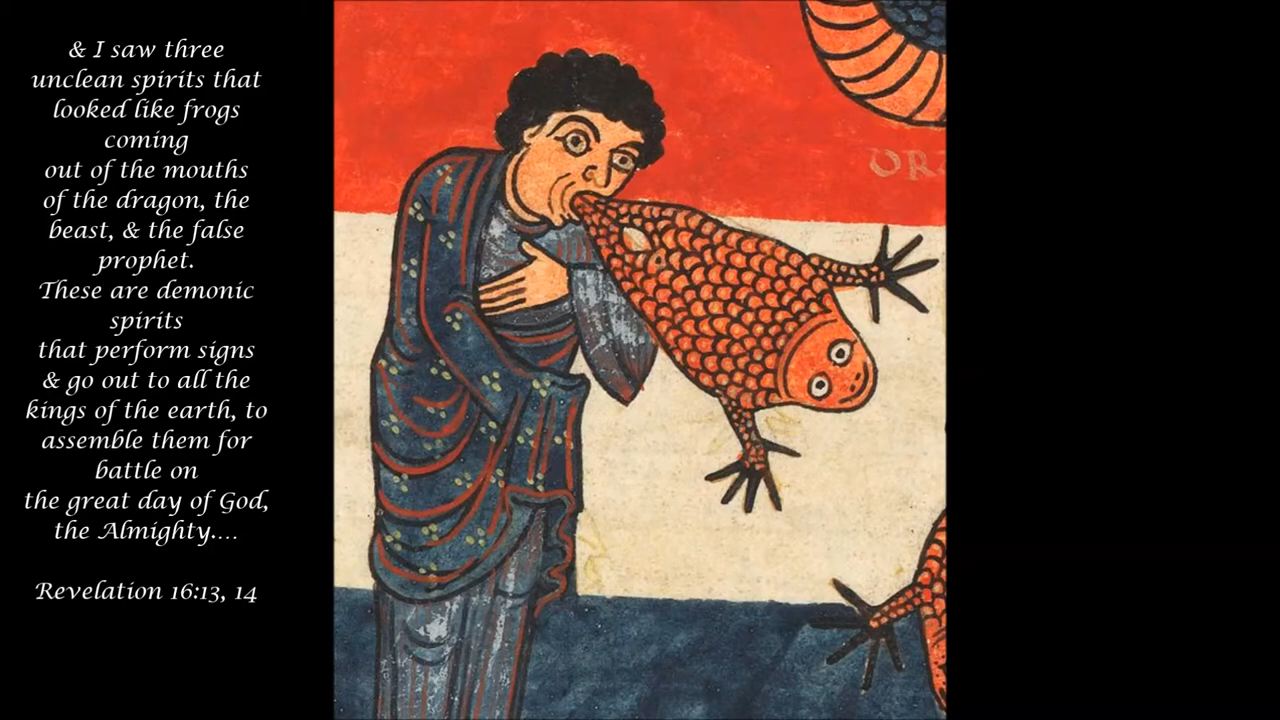 & I saw three
unclean spirits that
looked like frogs
coming
out of the mouths
of the dragon, the
beast, & the false
prophet.
These are demonic
spirits
that perform signs
& go out to all the
kings of the earth, to
assemble them for
battle on
the great day of God,
the Almighty....
Revelation 16:13, 14
OR